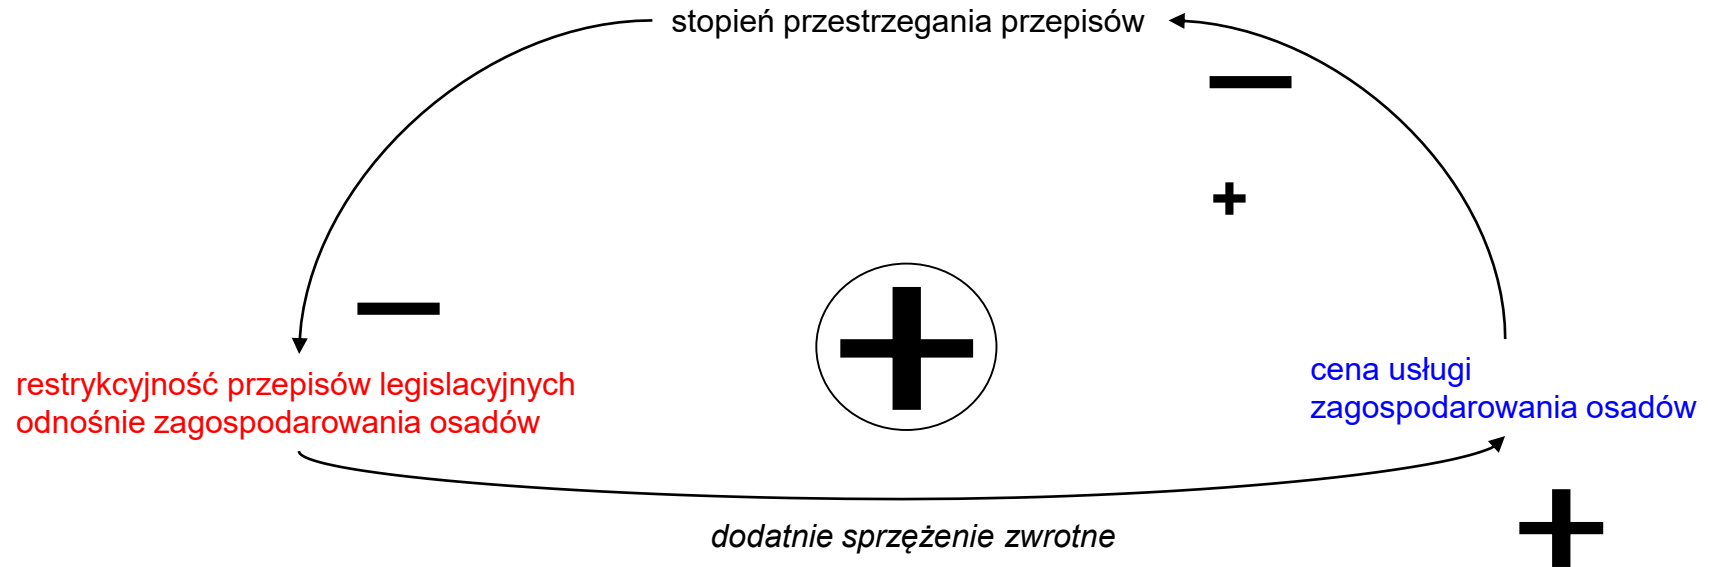 stopień przestrzegania przepisów
restrykcyjność przepisów legislacyjnych
odnośnie zagospodarowania osadów
cena usługi
zagospodarowania osadów
dodatnie sprzężenie zwrotne